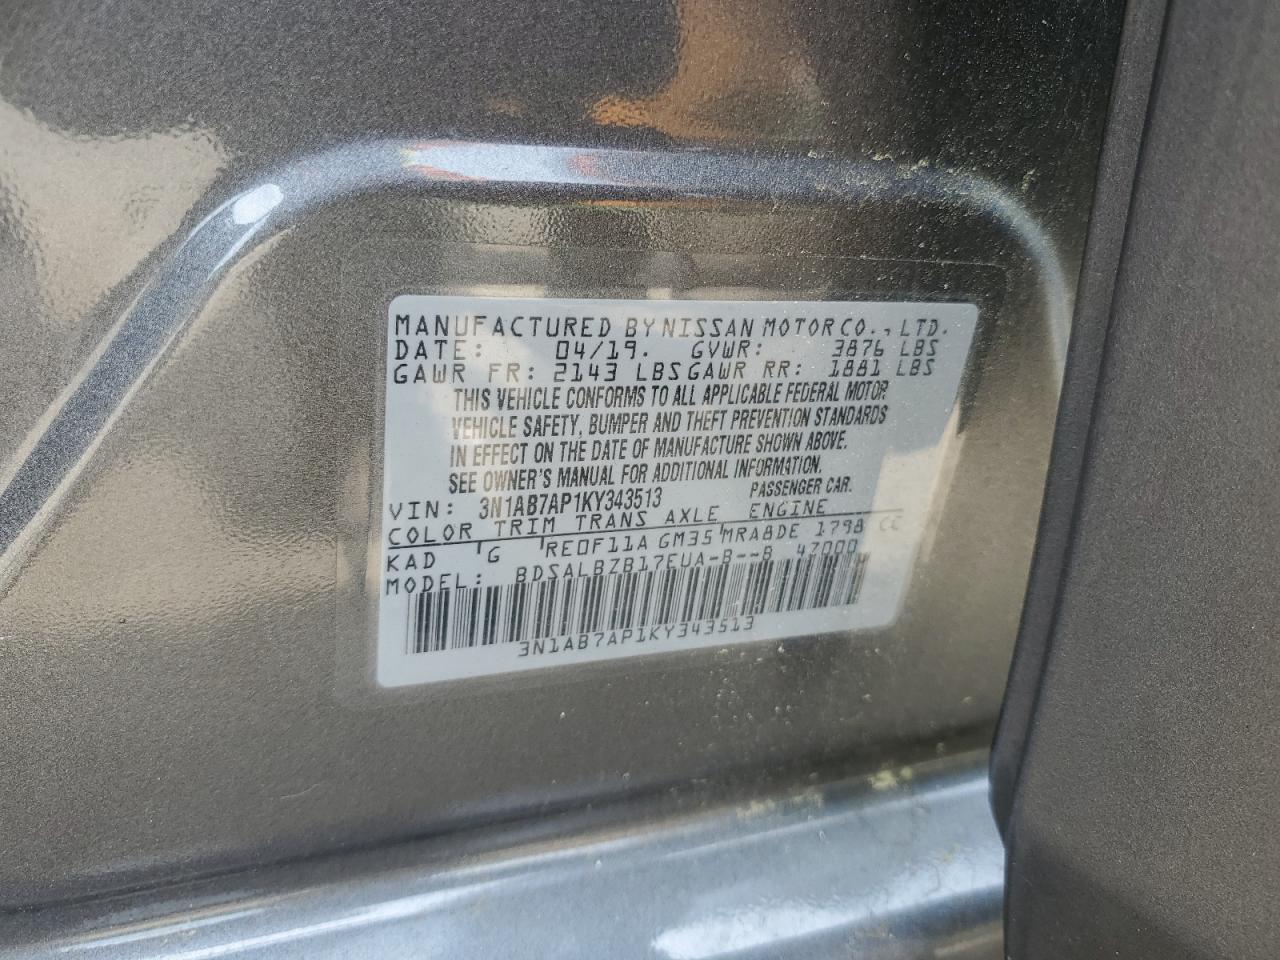 MANUFACTURED BY NISSAN MOTOR CO., LTD.
DATE: 04/19. GVWR: 3876 LBS
GAWR FR: 2143 LBS GAWR RR: 1881 LBS
THIS VEHICLE CONFORMS TO ALL APPLICABLE FEDERAL MOTOR
VEHICLE SAFETY, BUMPER AND THEFT PREVENTION STANDARDS
IN EFFECT ON THE DATE OF MANUFACTURE SHOWN ABOVE.
SEE OWNER'S MANUAL FOR ADDITIONAL INFORMATION.
VIN: 3N1AB7AP1KY343513 PASSENGER CAR.
COLOR TRIM TRANS AXLE ENGINE
KAD G RE0F11A GM35 MRA8DE 1798 CC
MODEL: BDSALBZB17EUA-B--B 47000
3N1AB7AP1KY343513